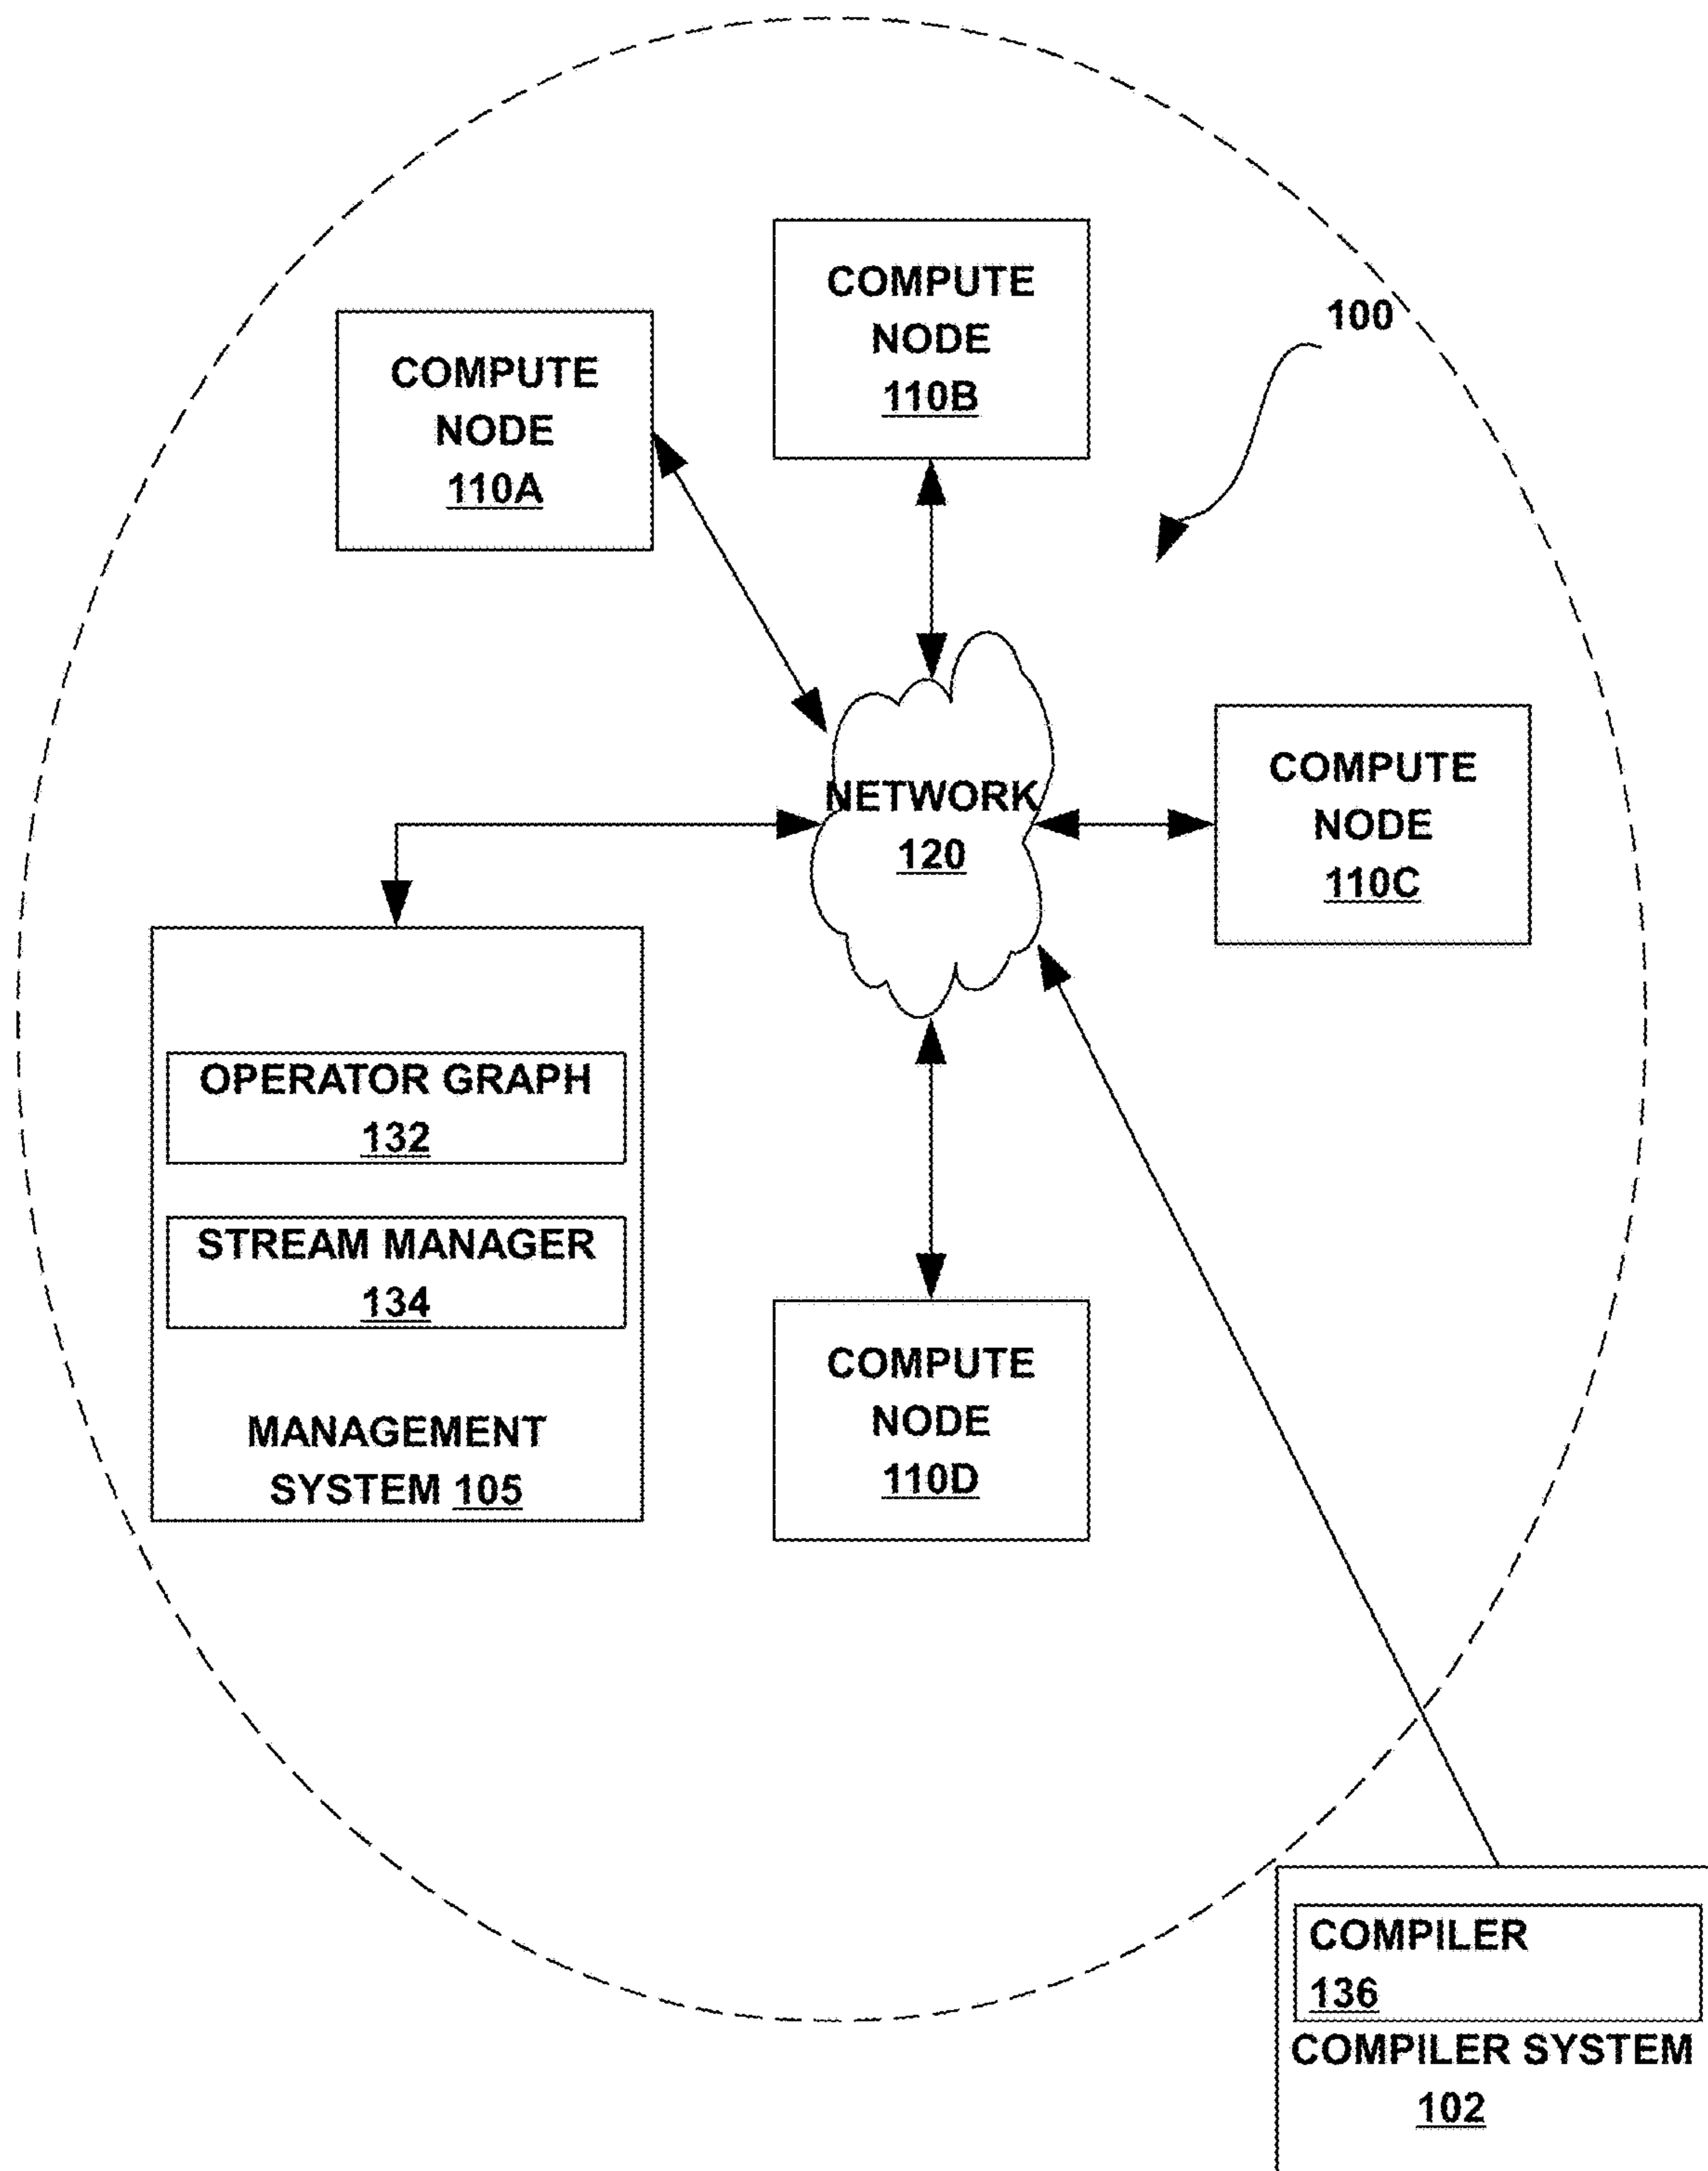 COMPUTE
NODE
110B
100
COMPUTE
NODE
110A
NETWORK
120
COMPUTE
NODE
110C
OPERATOR GRAPH
132
STREAM MANAGER
134
MANAGEMENT
SYSTEM 105
COMPUTE
NODE
110D
COMPILER
136
COMPILER SYSTEM
102